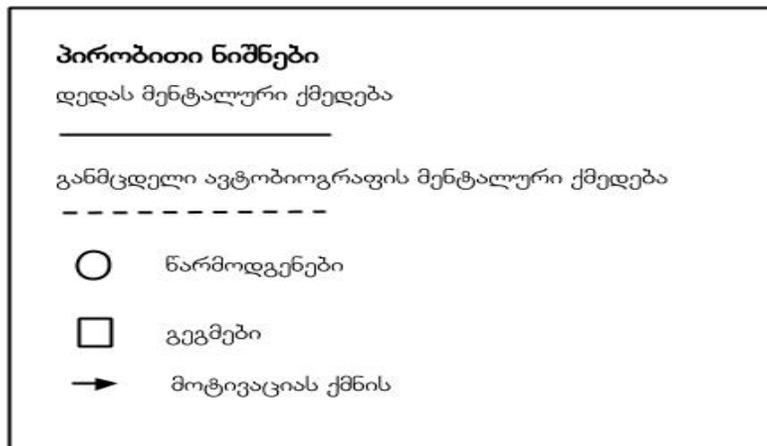 პირობითი ნიშნები
დედას მენტალური ქმედება
განმცდელი ავტობიოგრაფის მენტალური ქმედება
წარმოდგენები
გეგმები
მოტივაციას ქმნის